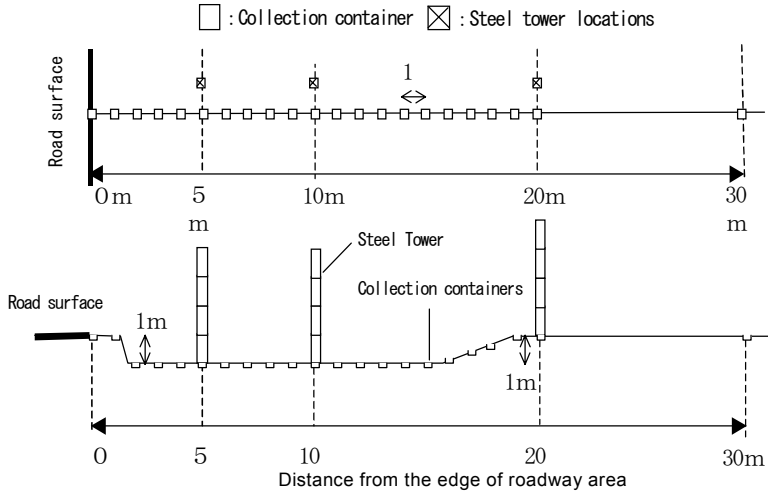 : Collection container
: Steel tower locations
Road surface
1
0m
5
m
10m
20m
30
m
Steel Tower
Road surface
1m
Collection containers
1m
0
5
10
20
30m
Distance from the edge of roadway area